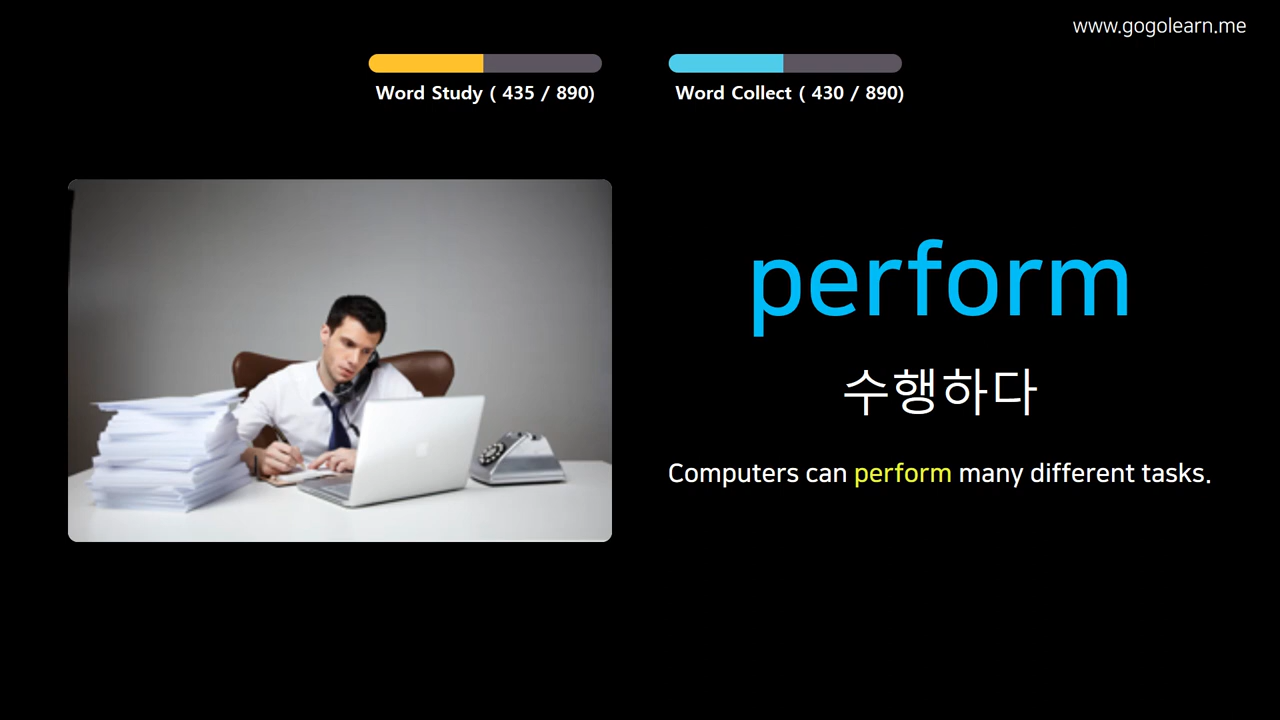 www.gogolearn.me
Word Study ( 435 / 890)
Word Collect ( 430 / 890)
perform
수행하다
Computers can perform many different tasks.